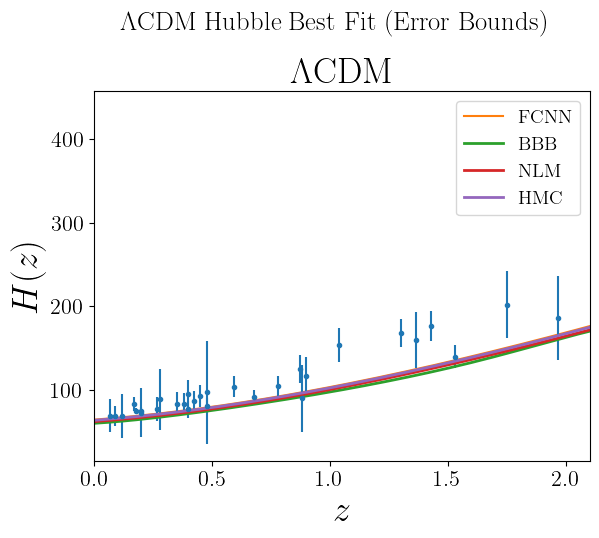 ΛCDM Hubble Best Fit (Error Bounds)
ΛCDM
FCNN
BBB
NLM
HMC
400
300
200
100
H(z)
0.0 0.5 1.0 1.5 2.0
z